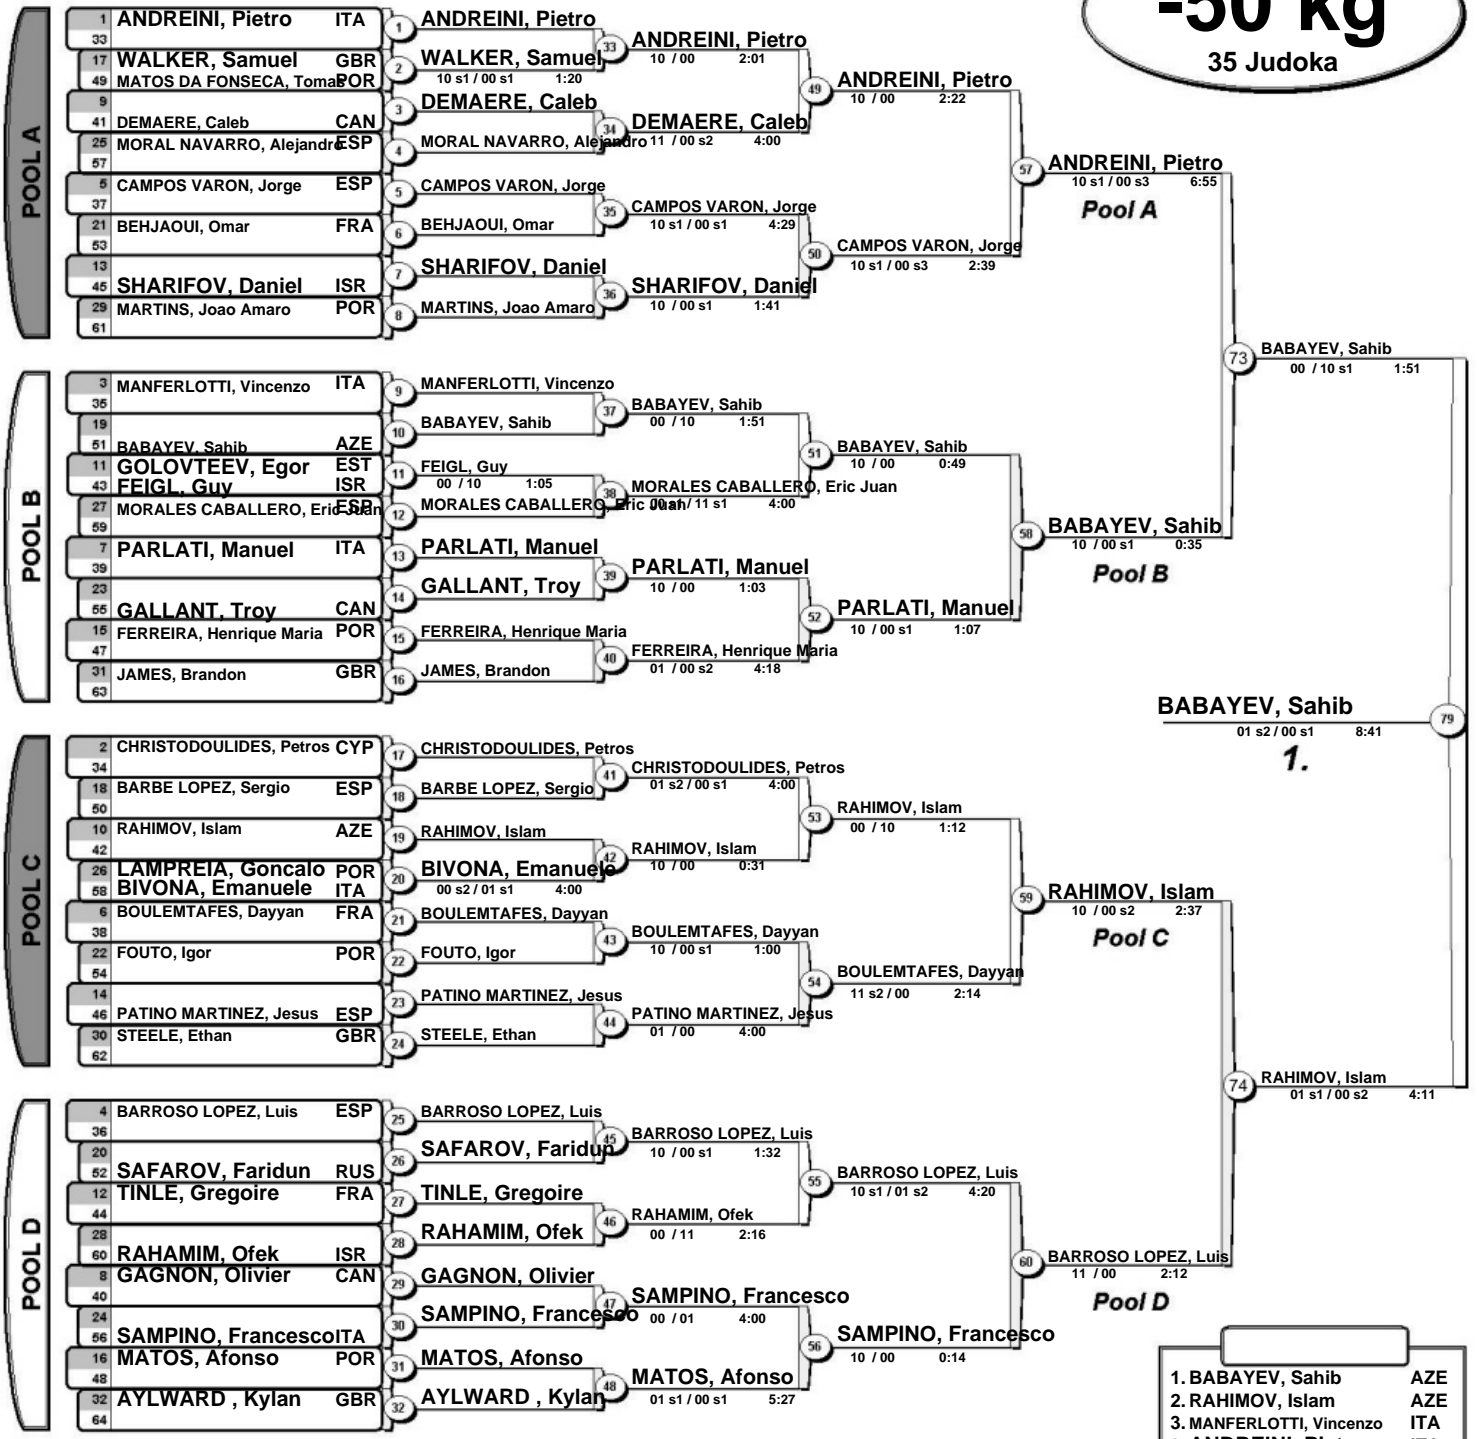 -50 kg
35 Judoka
POOL A
1 ANDREINI, Pietro ITA
33
17 WALKER, Samuel GBR
49 MATOS DA FONSECA, Tomas POR
9
41 DEMAERE, Caleb CAN
25 MORAL NAVARRO, Alejandro ESP
57
5 CAMPOS VARON, Jorge ESP
37
21 BEHJAOUI, Omar FRA
53
13
45 SHARIFOV, Daniel ISR
29 MARTINS, Joao Amaro POR
61
1 ANDREINI, Pietro
2 WALKER, Samuel
10 s1 / 00 s1 1:20
3 DEMAERE, Caleb
4 MORAL NAVARRO, Alejandro
5 CAMPOS VARON, Jorge
6 BEHJAOUI, Omar
7 SHARIFOV, Daniel
8 MARTINS, Joao Amaro
33 ANDREINI, Pietro
10 / 00 2:01
34 DEMAERE, Caleb
11 / 00 s2 4:00
35 CAMPOS VARON, Jorge
10 s1 / 00 s1 4:29
36 SHARIFOV, Daniel
10 / 00 s1 1:41
49 ANDREINI, Pietro
10 / 00 2:22
50 CAMPOS VARON, Jorge
10 s1 / 00 s3 2:39
57 ANDREINI, Pietro
10 s1 / 00 s3 6:55
Pool A
POOL B
3 MANFERLOTTI, Vincenzo ITA
35
19
51 BABAYEV, Sahib AZE
11 GOLOVTEEV, Egor EST
43 FEIGL, Guy ISR
27 MORALES CABALLERO, Eric Juan ESP
59
7 PARLATI, Manuel ITA
39
23
55 GALLANT, Troy CAN
15 FERREIRA, Henrique Maria POR
47
31 JAMES, Brandon GBR
63
9 MANFERLOTTI, Vincenzo
10 BABAYEV, Sahib
11 FEIGL, Guy
00 / 10 1:05
12 MORALES CABALLERO, Eric Juan
13 PARLATI, Manuel
14 GALLANT, Troy
15 FERREIRA, Henrique Maria
16 JAMES, Brandon
37 BABAYEV, Sahib
00 / 10 1:51
38 MORALES CABALLERO, Eric Juan
00 s1 / 11 s1 4:00
39 PARLATI, Manuel
10 / 00 1:03
40 FERREIRA, Henrique Maria
01 / 00 s2 4:18
51 BABAYEV, Sahib
10 / 00 0:49
52 PARLATI, Manuel
10 / 00 s1 1:07
58 BABAYEV, Sahib
10 / 00 s1 0:35
Pool B
73 BABAYEV, Sahib
00 / 10 s1 1:51
BABAYEV, Sahib 79
01 s2 / 00 s1 8:41
1.
POOL C
2 CHRISTODOULIDES, Petros CYP
34
18 BARBE LOPEZ, Sergio ESP
50
10 RAHIMOV, Islam AZE
42
26 LAMPREIA, Goncalo POR
58 BIVONA, Emanuele ITA
6 BOULEMTAFES, Dayyan FRA
38
22 FOUTO, Igor POR
54
14
46 PATINO MARTINEZ, Jesus ESP
30 STEELE, Ethan GBR
62
17 CHRISTODOULIDES, Petros
18 BARBE LOPEZ, Sergio
19 RAHIMOV, Islam
20 BIVONA, Emanuele
00 s2 / 01 s1 4:00
21 BOULEMTAFES, Dayyan
22 FOUTO, Igor
23 PATINO MARTINEZ, Jesus
24 STEELE, Ethan
41 CHRISTODOULIDES, Petros
01 s2 / 00 s1 4:00
42 RAHIMOV, Islam
10 / 00 0:31
43 BOULEMTAFES, Dayyan
10 / 00 s1 1:00
44 PATINO MARTINEZ, Jesus
01 / 00 4:00
53 RAHIMOV, Islam
00 / 10 1:12
54 BOULEMTAFES, Dayyan
11 s2 / 00 2:14
59 RAHIMOV, Islam
10 / 00 s2 2:37
Pool C
POOL D
4 BARROSO LOPEZ, Luis ESP
36
20
52 SAFAROV, Faridun RUS
12 TINLE, Gregoire FRA
44
28
60 RAHAMIM, Ofek ISR
8 GAGNON, Olivier CAN
40
24
56 SAMPINO, Francesco ITA
16 MATOS, Afonso POR
48
32 AYLWARD , Kylan GBR
64
25 BARROSO LOPEZ, Luis
26 SAFAROV, Faridun
27 TINLE, Gregoire
28 RAHAMIM, Ofek
29 GAGNON, Olivier
30 SAMPINO, Francesco
31 MATOS, Afonso
32 AYLWARD , Kylan
45 BARROSO LOPEZ, Luis
10 / 00 s1 1:32
46 RAHAMIM, Ofek
00 / 11 2:16
47 SAMPINO, Francesco
00 / 01 4:00
48 MATOS, Afonso
01 s1 / 00 s1 5:27
55 BARROSO LOPEZ, Luis
10 s1 / 01 s2 4:20
56 SAMPINO, Francesco
10 / 00 0:14
60 BARROSO LOPEZ, Luis
11 / 00 2:12
Pool D
74 RAHIMOV, Islam
01 s1 / 00 s2 4:11
1. BABAYEV, Sahib AZE
2. RAHIMOV, Islam AZE
3. MANFERLOTTI, Vincenzo ITA